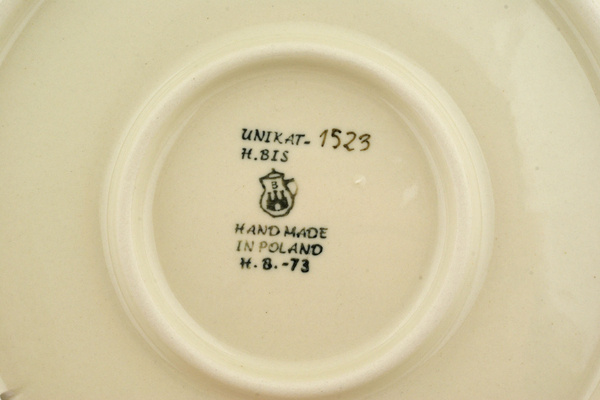 UNIKAT- 1523
H.BIS
B
HAND MADE
IN POLAND
H.B.-73